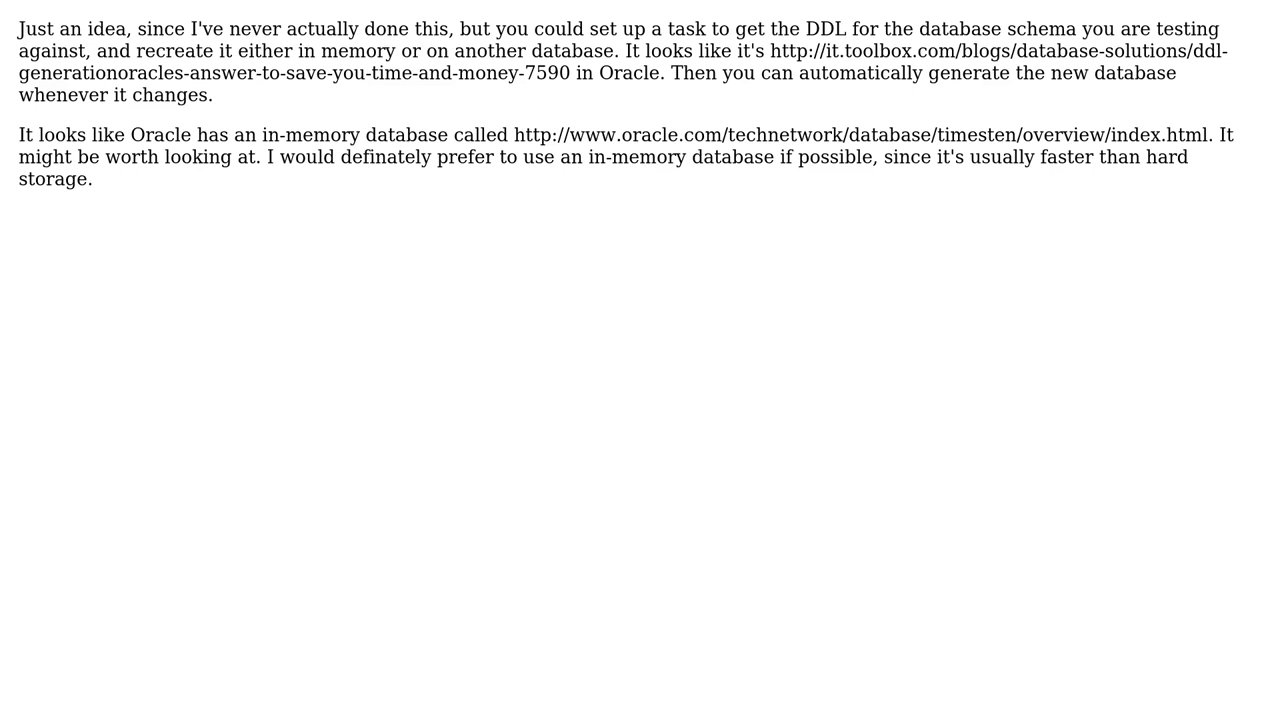 Just an idea, since I've never actually done this, but you could set up a task to get the DDL for the database schema you are testing
against, and recreate it either in memory or on another database. It looks like it's http://it.toolbox.com/blogs/database-solutions/ddl-
generationoracles-answer-to-save-you-time-and-money-7590 in Oracle. Then you can automatically generate the new database
whenever it changes.
It looks like Oracle has an in-memory database called http://www.oracle.com/technetwork/database/timesten/overview/index.html. It
might be worth looking at. I would definately prefer to use an in-memory database if possible, since it's usually faster than hard
storage.